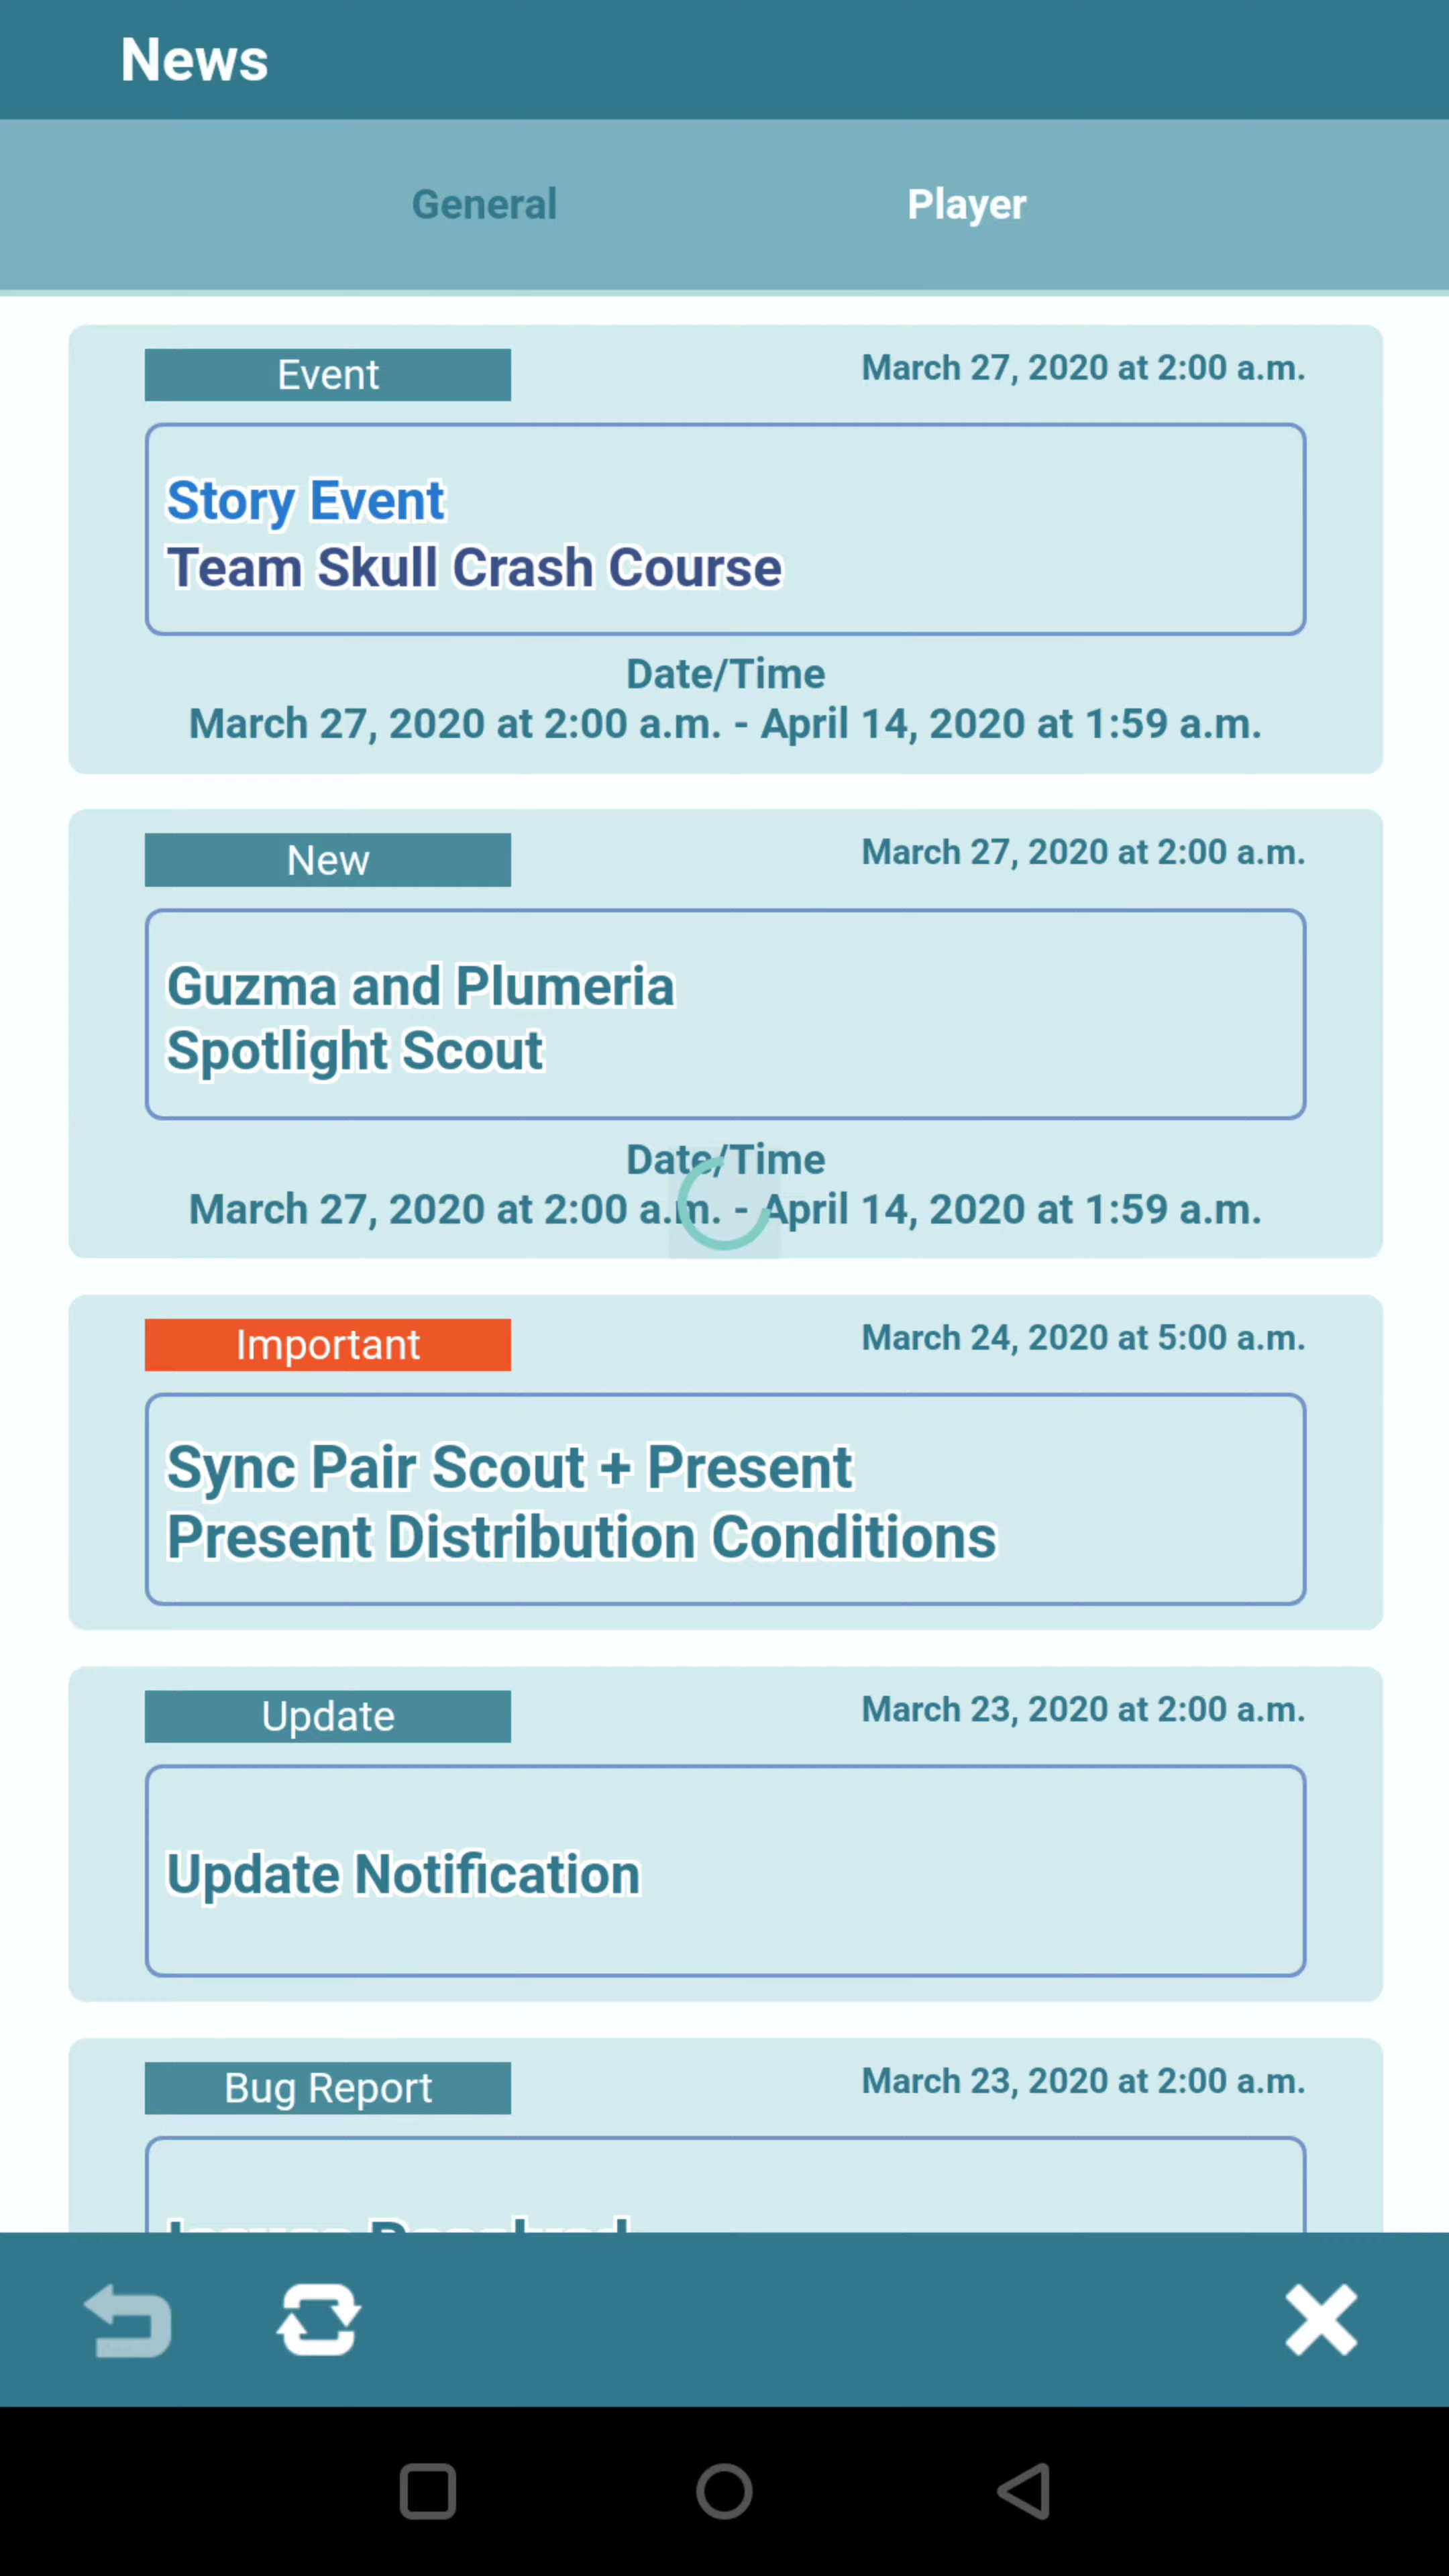 News
General
Player
Event
March 27, 2020 at 2:00 a.m.
Story Event
Team Skull Crash Course
Date/Time
March 27, 2020 at 2:00 a.m. - April 14, 2020 at 1:59 a.m.
New
March 27, 2020 at 2:00 a.m.
Guzma and Plumeria
Spotlight Scout
Date/Time
March 27, 2020 at 2:00 a.m. - April 14, 2020 at 1:59 a.m.
Important
March 24, 2020 at 5:00 a.m.
Sync Pair Scout + Present
Present Distribution Conditions
Update
March 23, 2020 at 2:00 a.m.
Update Notification
Bug Report
March 23, 2020 at 2:00 a.m.